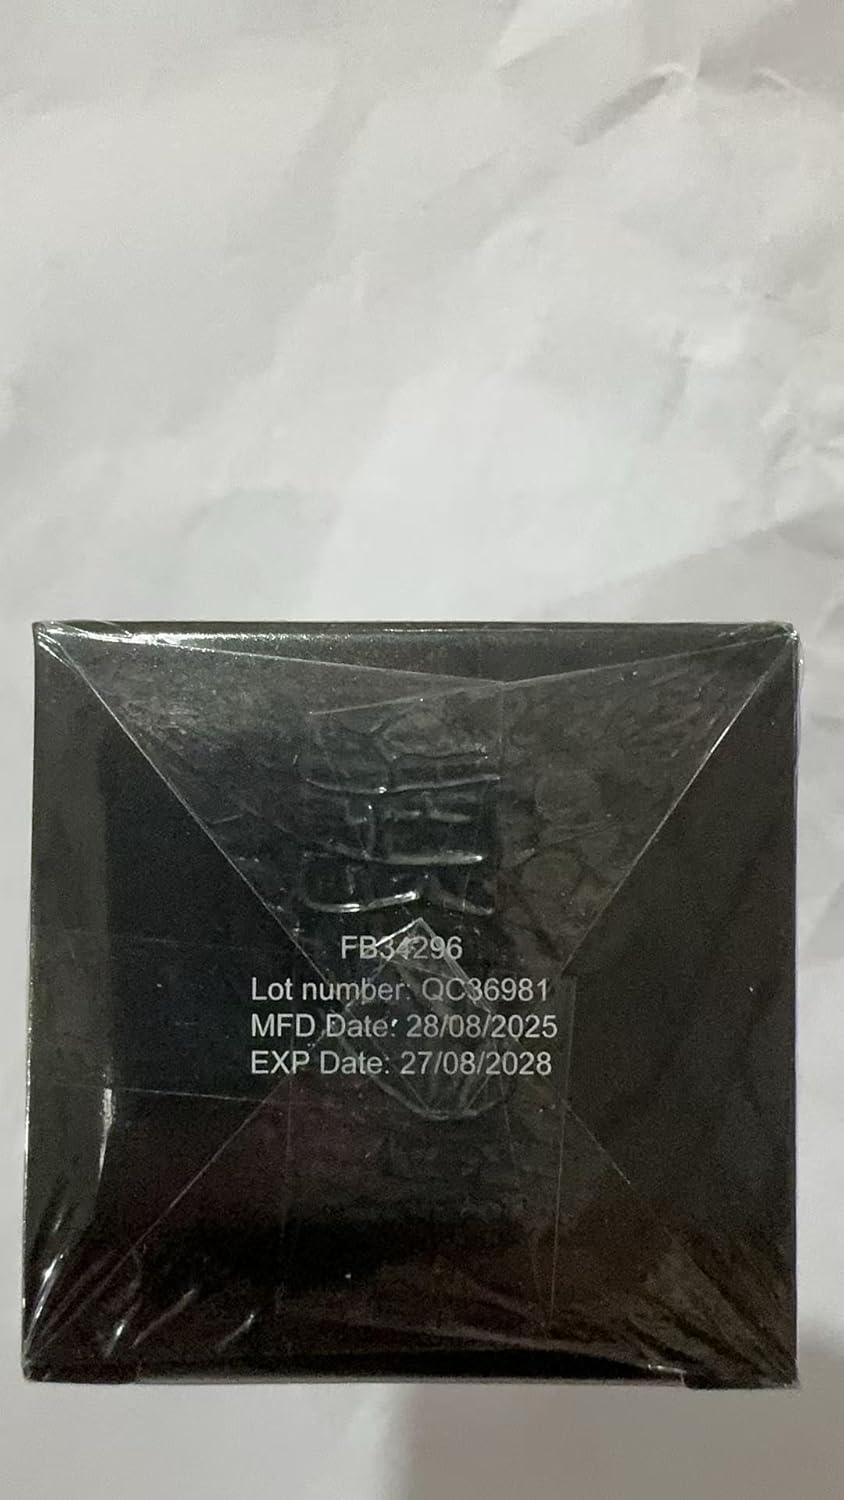 FB34296
Lot number: QC36981
MFD Date: 28/08/2025
EXP Date: 27/08/2028